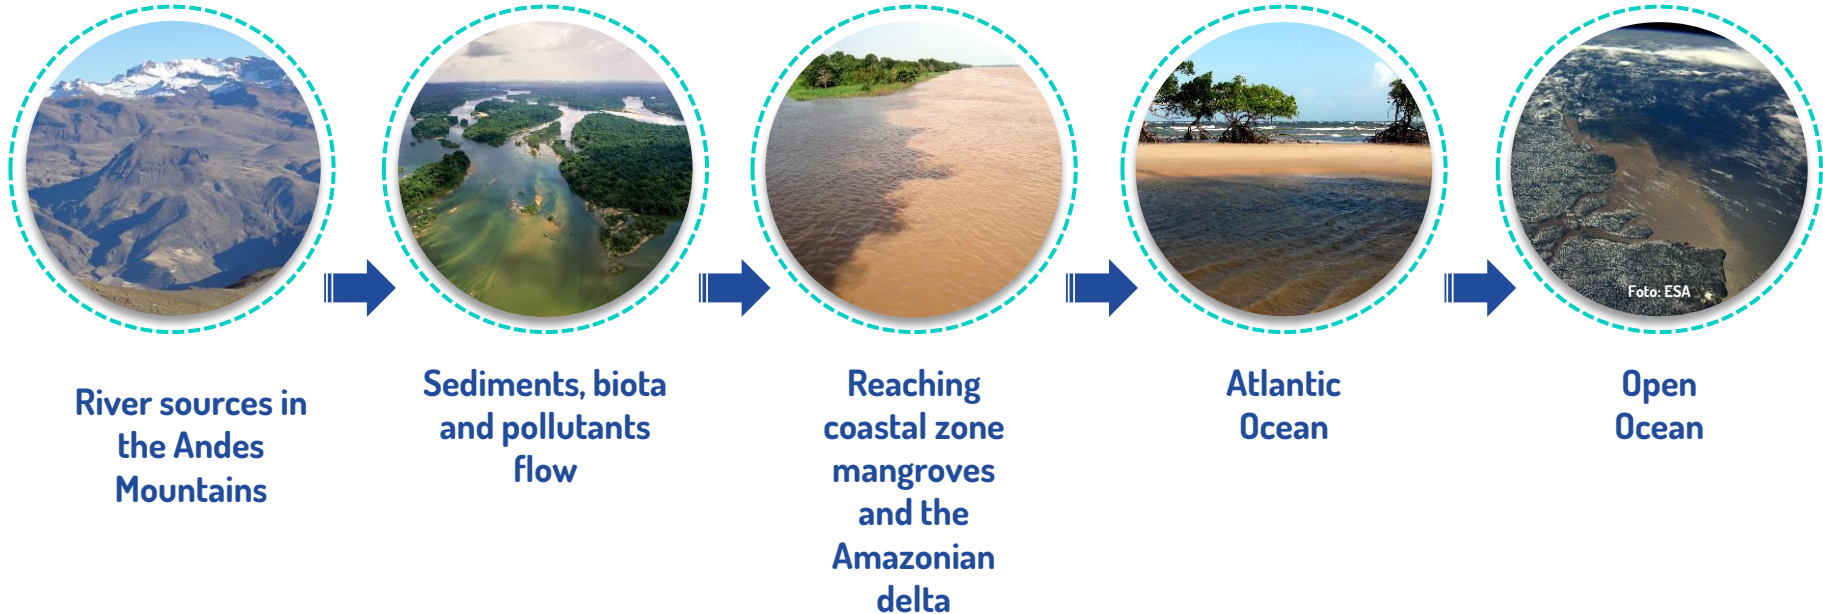 Foto: ESA
River sources in
the Andes
Mountains
Sediments, biota
and pollutants
flow
Reaching
coastal zone
mangroves
and the
Amazonian
delta
Atlantic
Ocean
Open
Ocean